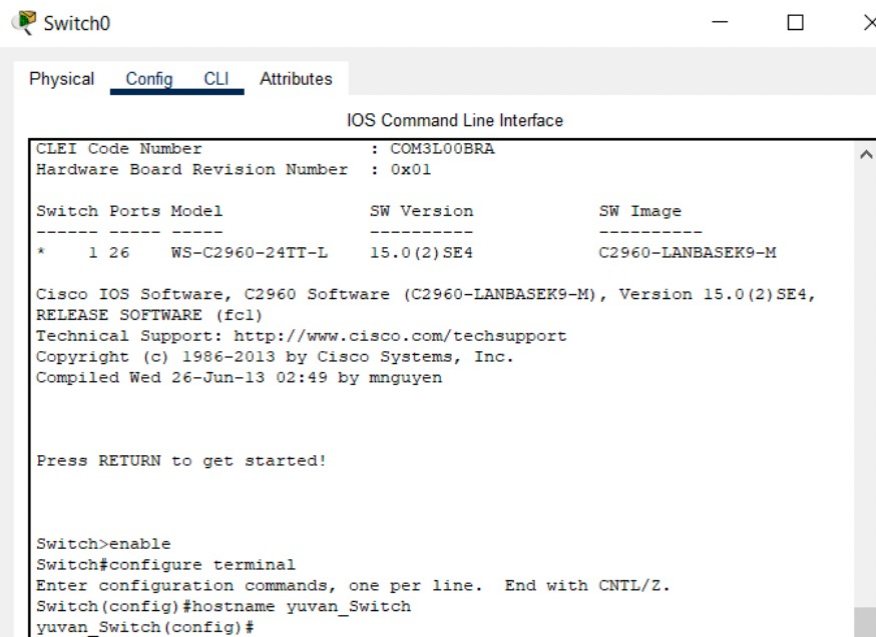 Switch0
Physical Config CLI Attributes
IOS Command Line Interface
CLEI Code Number : COM3L00BRA
Hardware Board Revision Number : 0x01
Switch Ports Model SW Version SW Image
------ ----- ----- ---------- ----------
* 1 26 WS-C2960-24TT-L 15.0(2)SE4 C2960-LANBASEK9-M
Cisco IOS Software, C2960 Software (C2960-LANBASEK9-M), Version 15.0(2)SE4,
RELEASE SOFTWARE (fc1)
Technical Support: http://www.cisco.com/techsupport
Copyright (c) 1986-2013 by Cisco Systems, Inc.
Compiled Wed 26-Jun-13 02:49 by mnguyen
Press RETURN to get started!
Switch>enable
Switch#configure terminal
Enter configuration commands, one per line. End with CNTL/Z.
Switch(config)#hostname yuvan_Switch
yuvan_Switch(config)#